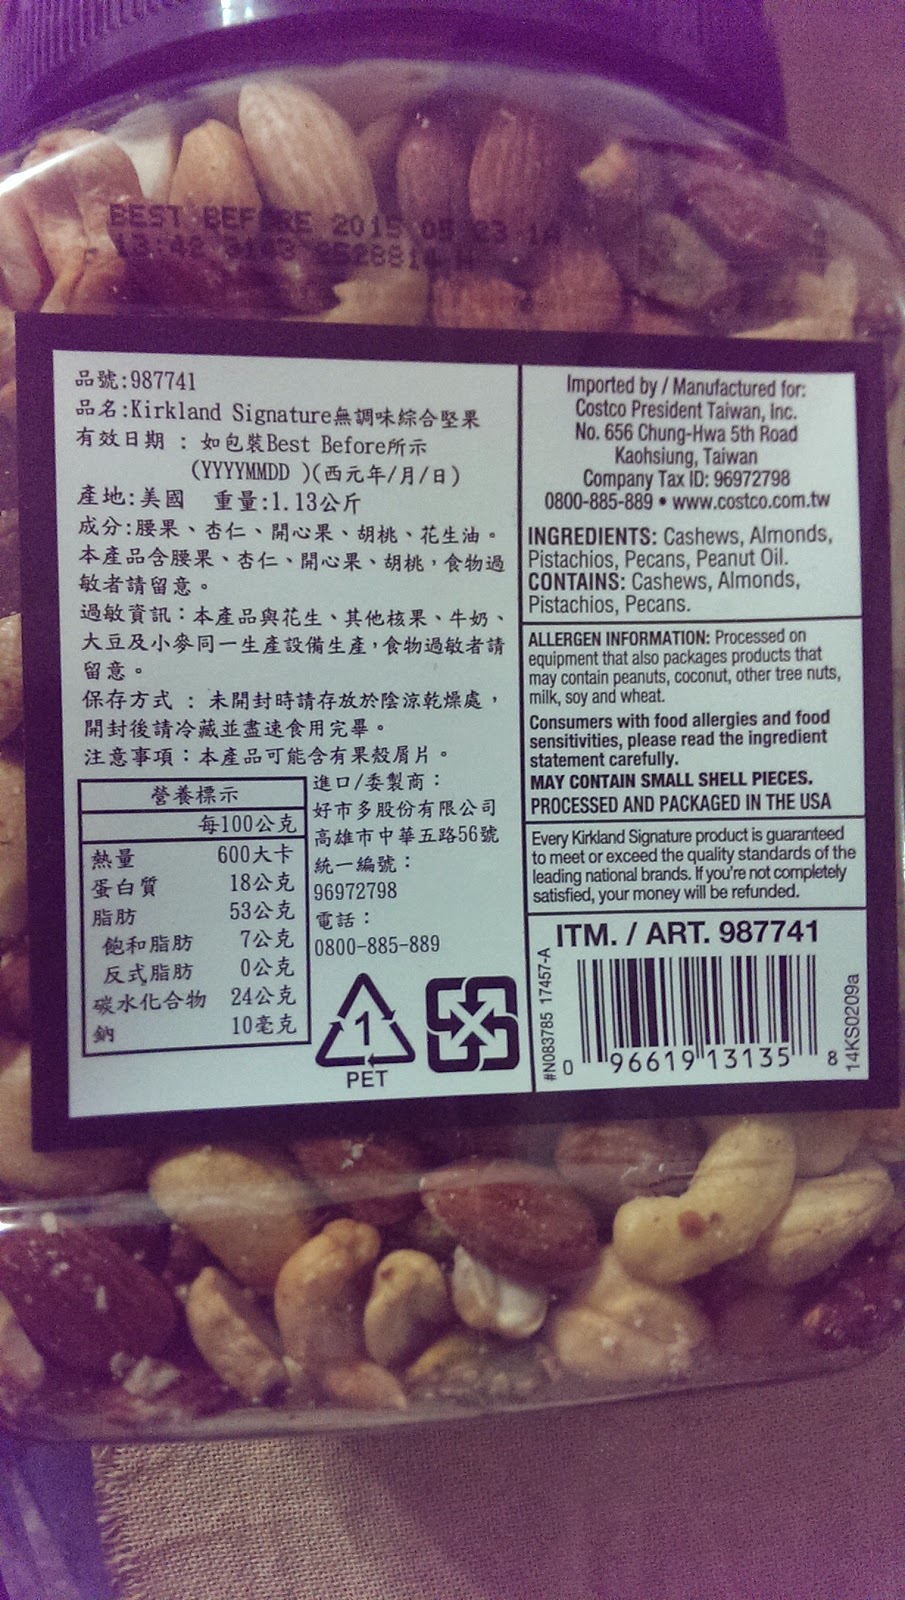 BEST BEFORE 2015 05 23 1A
13:42 3143 2528814 H
品號:987741
品名:Kirkland Signature無調味綜合堅果
有效日期 : 如包裝Best Before所示
(YYYYMMDD )(西元年/月/日)
產地:美國 重量:1.13公斤
成分:腰果、杏仁、開心果、胡桃、花生油。
本產品含腰果、杏仁、開心果、胡桃,食物過
敏者請留意。
過敏資訊:本產品與花生、其他核果、牛奶、
大豆及小麥同一生產設備生產,食物過敏者請
留意。
保存方式 : 未開封時請存放於陰涼乾燥處,
開封後請冷藏並盡速食用完畢。
注意事項:本產品可能含有果殼屑片。
營養標示
每100公克
熱量 600大卡
蛋白質 18公克
脂肪 53公克
飽和脂肪 7公克
反式脂肪 0公克
碳水化合物 24公克
鈉 10毫克
進口/委製商:
好市多股份有限公司
高雄市中華五路56號
統一編號:
96972798
電話:
0800-885-889
1
PET
Imported by / Manufactured for:
Costco President Taiwan, Inc.
No. 656 Chung-Hwa 5th Road
Kaohsiung, Taiwan
Company Tax ID: 96972798
0800-885-889 • www.costco.com.tw
INGREDIENTS: Cashews, Almonds,
Pistachios, Pecans, Peanut Oil.
CONTAINS: Cashews, Almonds,
Pistachios, Pecans.
ALLERGEN INFORMATION: Processed on
equipment that also packages products that
may contain peanuts, coconut, other tree nuts,
milk, soy and wheat.
Consumers with food allergies and food
sensitivities, please read the ingredient
statement carefully.
MAY CONTAIN SMALL SHELL PIECES.
PROCESSED AND PACKAGED IN THE USA
Every Kirkland Signature product is guaranteed
to meet or exceed the quality standards of the
leading national brands. If you're not completely
satisfied, your money will be refunded.
ITM. / ART. 987741
#N083785 17457-A
0 96619 13135 8
14KS0209a